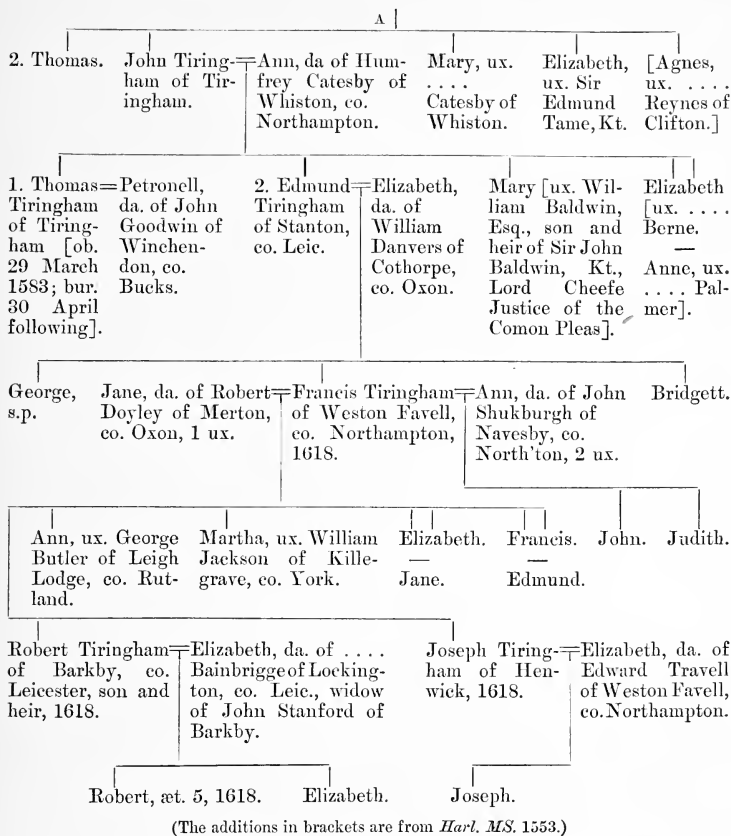 A
2. Thomas.
John Tiring-
ham of Tir-
ingham.
Ann, da of Hum-
frey Catesby of
Whiston, co.
Northampton.
Mary, ux.
. . . .
Catesby of
Whiston.
Elizabeth,
ux. Sir
Edmund
Tame, Kt.
[Agnes,
ux. . . . .
Reynes of
Clifton.]
1. Thomas
Tiringham
of Tiring-
ham [ob.
29 March
1583; bur.
30 April
following].
Petronell,
da. of John
Goodwin of
Winchen-
don, co.
Bucks.
2. Edmund
Tiringham
of Stanton,
co. Leic.
Elizabeth,
da. of
William
Danvers of
Cothorpe,
co. Oxon.
Mary [ux. Wil-
liam Baldwin,
Esq., son and
heir of Sir John
Baldwin, Kt.,
Lord Cheefe
Justice of the
Comon Pleas].
Elizabeth
[ux. . . . .
Berne.
—
Anne, ux.
. . . . Pal-
mer].
George,
s.p.
Jane, da. of Robert
Doyley of Merton,
co. Oxon, 1 ux.
Francis Tiringham
of Weston Favell,
co. Northampton,
1618.
Ann, da. of John
Shukburgh of
Navesby, co.
North'ton, 2 ux.
Bridgett.
Ann, ux. George
Butler of Leigh
Lodge, co. Rut-
land.
Martha, ux. William
Jackson of Kille-
grave, co. York.
Elizabeth.
—
Jane.
Francis.
—
Edmund.
John.
Judith.
Robert Tiringham
of Barkby, co.
Leicester, son and
heir, 1618.
Elizabeth, da. of . . . .
Bainbrigge of Locking-
ton, co. Leic., widow
of John Stanford of
Barkby.
Joseph Tiring-
ham of Hen-
wick, 1618.
Elizabeth, da. of
Edward Travell
of Weston Favell,
co. Northampton.
Robert, æt. 5, 1618.
Elizabeth.
Joseph.
(The additions in brackets are from Harl. MS. 1553.)